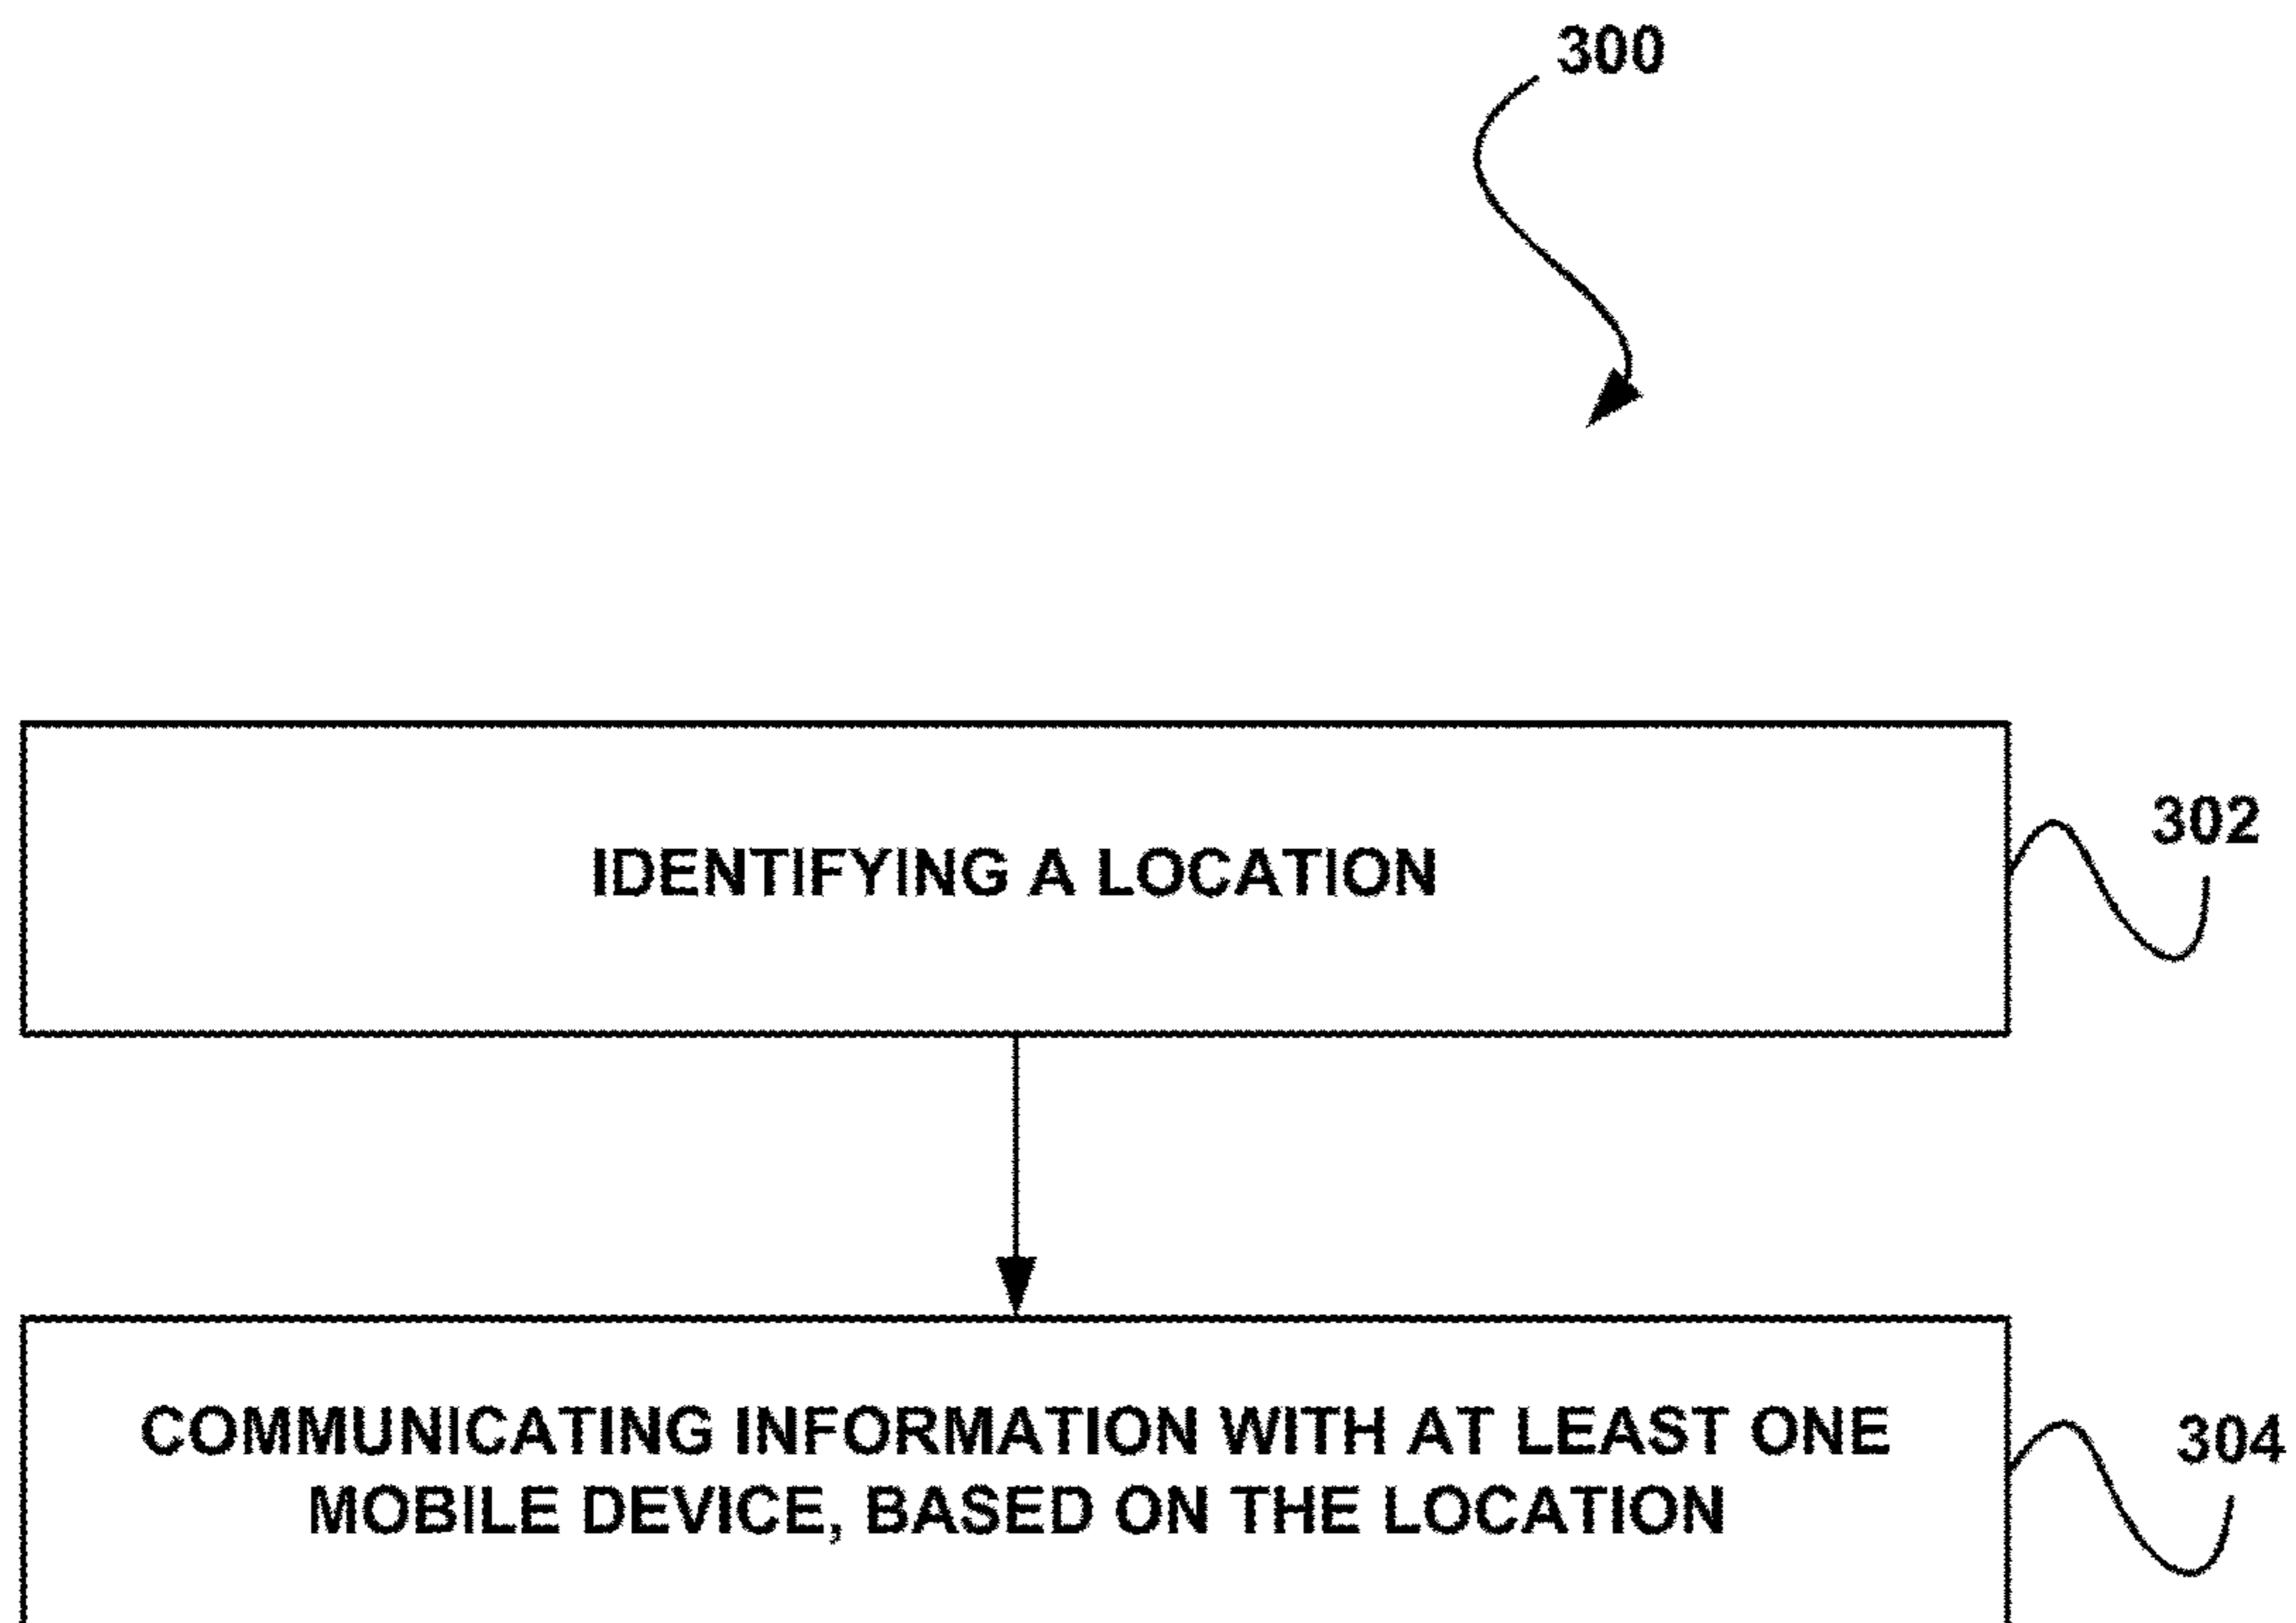 300
IDENTIFYING A LOCATION
302
COMMUNICATING INFORMATION WITH AT LEAST ONE
MOBILE DEVICE, BASED ON THE LOCATION
304